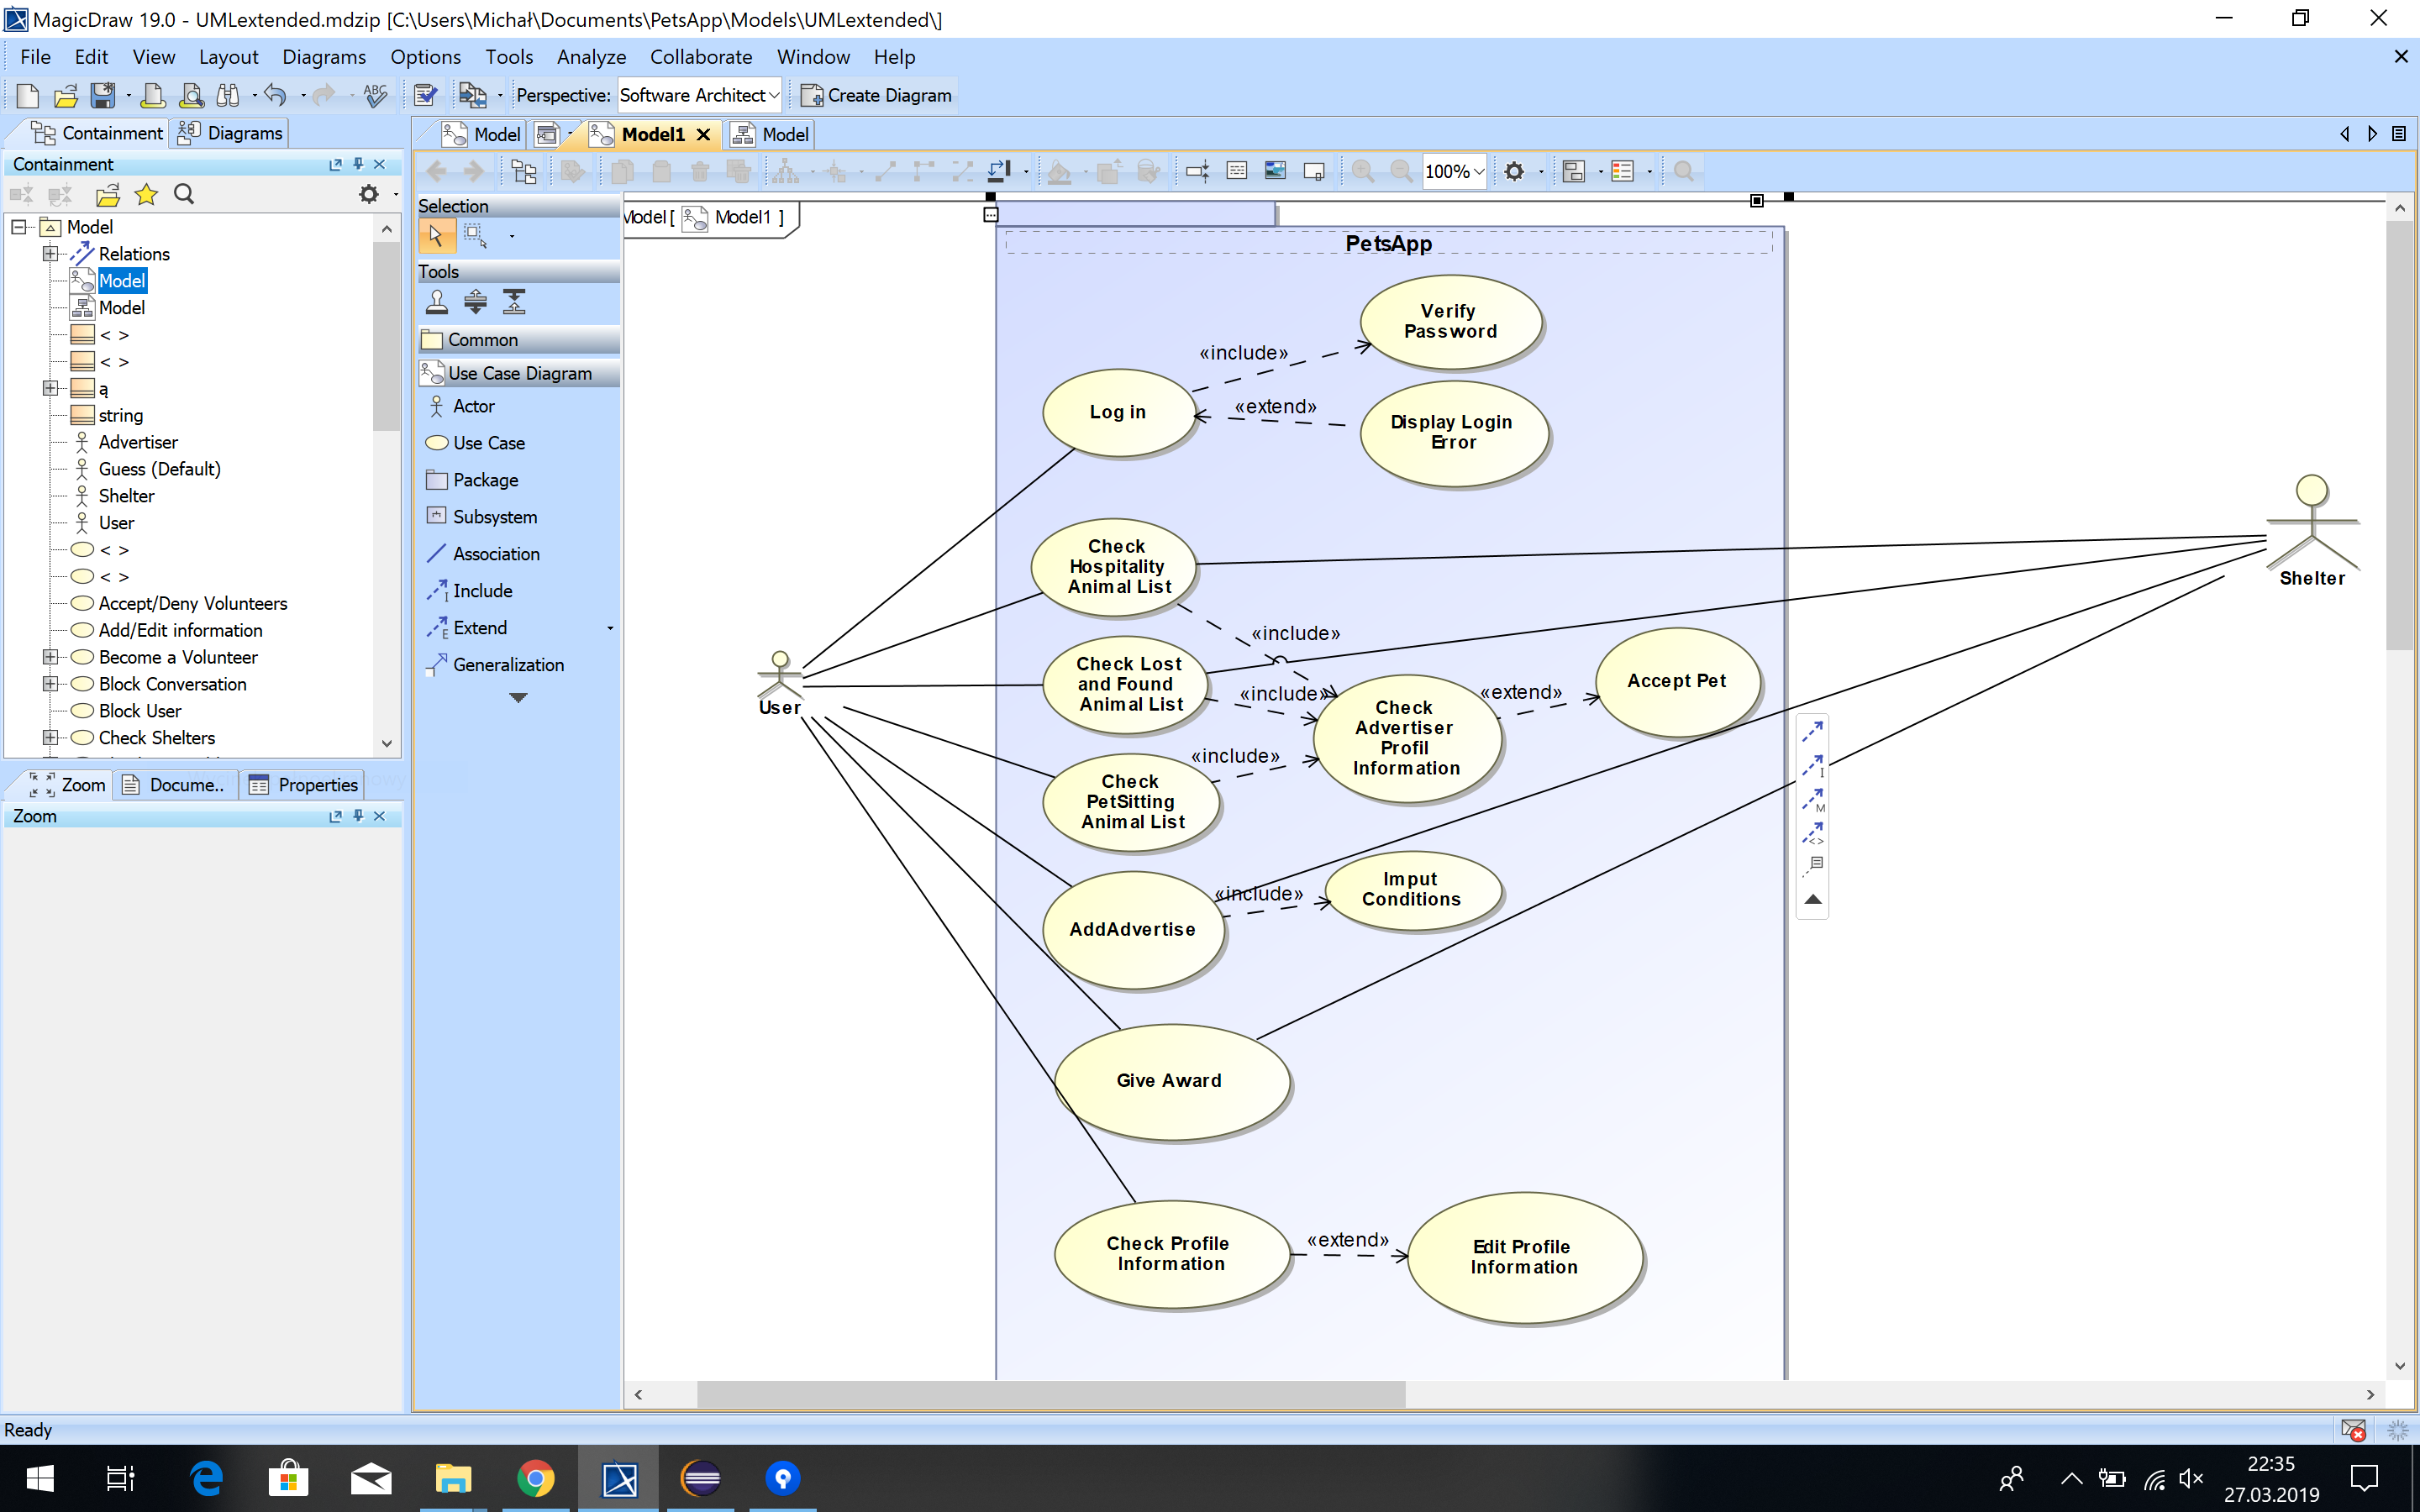 MagicDraw 19.0 - UMLextended.mdzip [C:\Users\Michał\Documents\PetsApp\Models\UMLextended\]
File Edit View Layout Diagrams Options Tools Analyze Collaborate Window Help
ABC Perspective: Software Architect Create Diagram
Containment Diagrams
Containment
Model
Relations
Model
Model
< >
< >
ą
string
Advertiser
Guess (Default)
Shelter
User
< >
< >
Accept/Deny Volunteers
Add/Edit information
Become a Volunteer
Block Conversation
Block User
Check Shelters
Zoom Docume.. Properties
Zoom
Model Model1 Model
100%
Selection
Tools
Common
Use Case Diagram
Actor
Use Case
Package
Subsystem
Association
Include
Extend
Generalization
Model [ Model1 ]
PetsApp
Verify
Password
«include»
Log in
«extend»
Display Login
Error
Check
Hospitality
Animal List
Shelter
«include»
Check Lost
and Found
Animal List
«include»
Check
Advertiser
Profil
Information
«extend»
Accept Pet
User
«include»
Check
PetSitting
Animal List
I
M
<>
«include»
Imput
Conditions
AddAdvertise
Give Award
Check Profile
Information
«extend»
Edit Profile
Information
Ready
22:35
27.03.2019